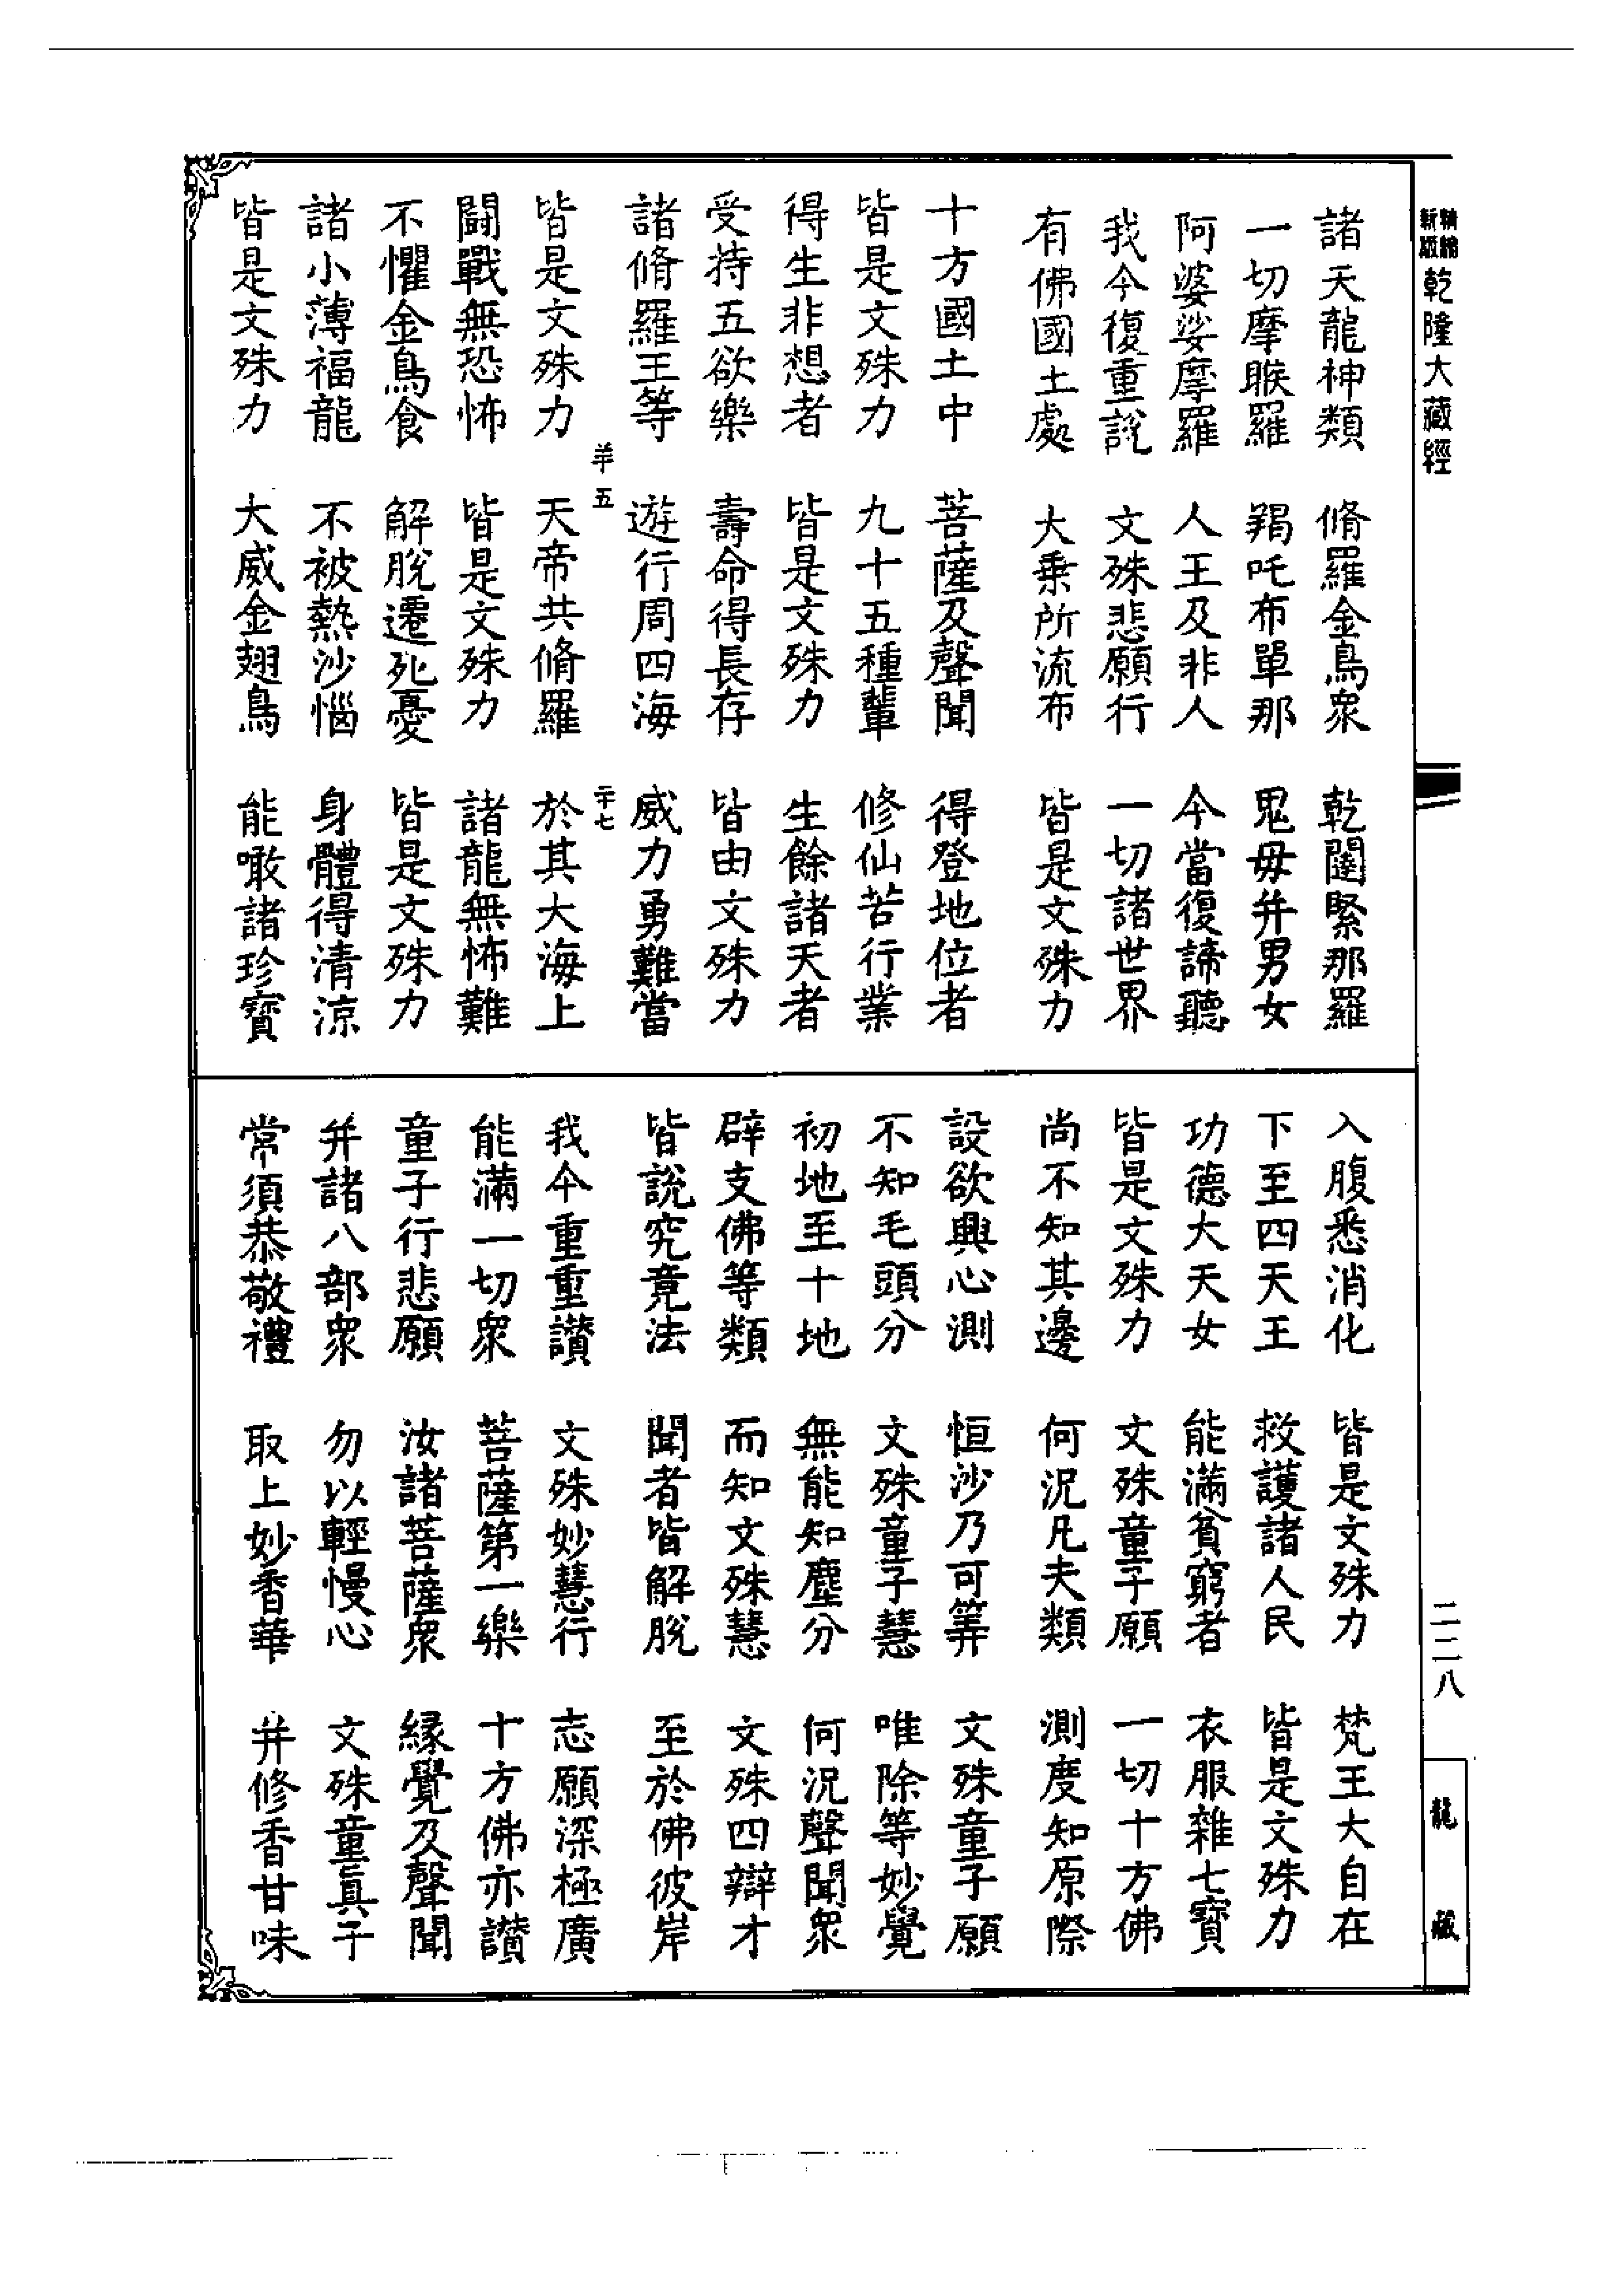 精縮新版乾隆大藏經
諸天龍神類 脩羅金鳥眾 乾闥緊那羅
一切摩睺羅 羯吒布單那 鬼毋并男女
阿婆娑摩羅 人王及非人 今當復諦聽
我今復重說 文殊悲願行 一切諸世界
有佛國土處 大乗所流布 皆是文殊力
十方國土中 菩薩及聲聞 得登地位者
皆是文殊力 九十五種輩 修仙苦行業
得生非想者 皆是文殊力 生餘諸天者
受持五欲樂 壽命得長存 皆由文殊力
諸脩羅王等 遊行周四海 威力勇難當
羊五 二十七
皆是文殊力 天帝共脩羅 於其大海上
鬪戰無恐怖 皆是文殊力 諸龍無怖難
不懼金鳥食 解脫遷死憂 皆是文殊力
諸小薄福龍 不被熱沙惱 身體得清涼
皆是文殊力 大威金翅鳥 能噉諸珍寶
入腹悉消化 皆是文殊力 梵王大自在
下至四天王 救護諸人民 皆是文殊力
功德大天女 能滿貧窮者 衣服雜七寶
皆是文殊力 文殊童子願 一切十方佛
尚不知其邊 何況凡夫類 測度知原際
設欲興心測 恒沙乃可筭 文殊童子願
不知毛頭分 文殊童子慧 唯除等妙覺
初地至十地 無能知塵分 何況聲聞眾
辟支佛等類 而知文殊慧 文殊四辯才
皆說究竟法 聞者皆解脫 至於佛彼岸
我今重重讃 文殊妙慧行 志願深極廣
能滿一切眾 菩薩第一樂 十方佛亦讃
童子行悲願 汝諸菩薩眾 緣覺及聲聞
并諸八部眾 勿以輕慢心 文殊童真子
常須恭敬禮 取上妙香華 并修香甘味
二二八
龍藏